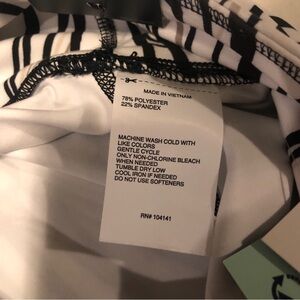 MADE IN VIETNAM
78% POLYESTER
22% SPANDEX
MACHINE WASH COLD WITH
LIKE COLORS
GENTLE CYCLE
ONLY NON-CHLORINE BLEACH
WHEN NEEDED
TUMBLE DRY LOW
COOL IRON IF NEEDED
DO NOT USE SOFTENERS
RN# 104141